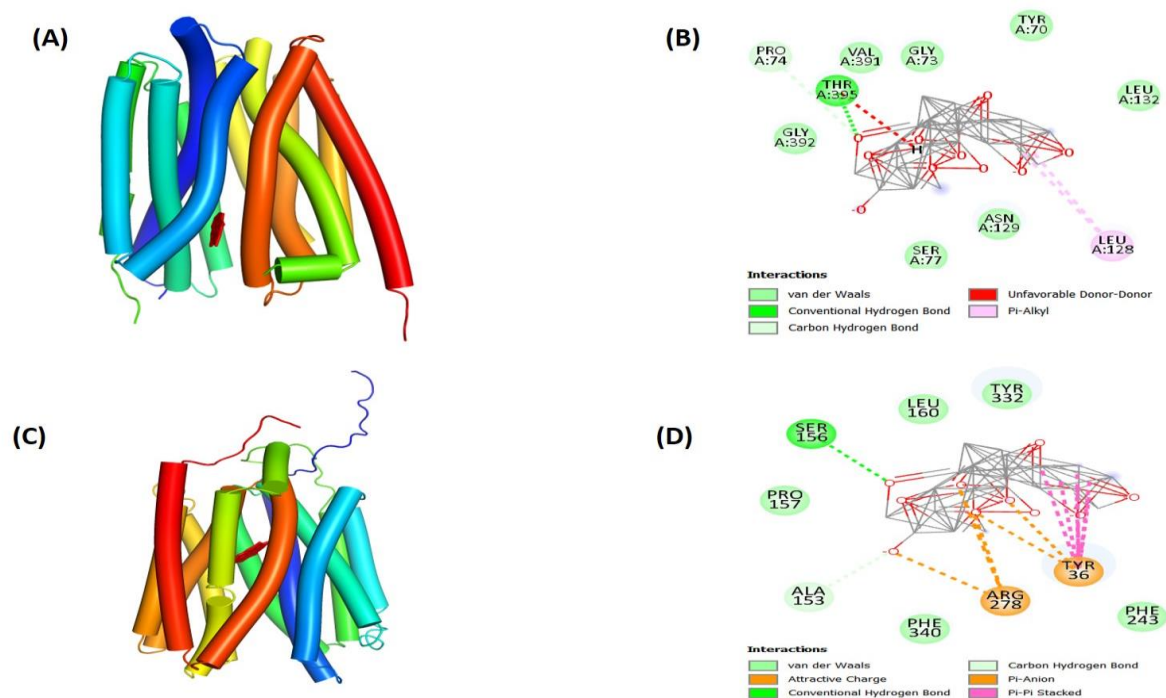 (A)
(B)
TYR
A:70
PRO
A:74
VAL
A:391
GLY
A:73
THR
A:395
LEU
A:132
GLY
A:392
O
O
O
H
O
O
O
O
O
O
-O
O
-O
ASN
A:129
SER
A:77
LEU
A:128
Interactions
van der Waals
Conventional Hydrogen Bond
Carbon Hydrogen Bond
Unfavorable Donor-Donor
Pi-Alkyl
(C)
(D)
TYR
332
LEU
160
SER
156
PRO
157
O
O
O
O
O
O
O
O
-O
TYR
36
ALA
153
ARG
278
PHE
243
PHE
340
Interactions
van der Waals
Attractive Charge
Conventional Hydrogen Bond
Carbon Hydrogen Bond
Pi-Anion
Pi-Pi Stacked